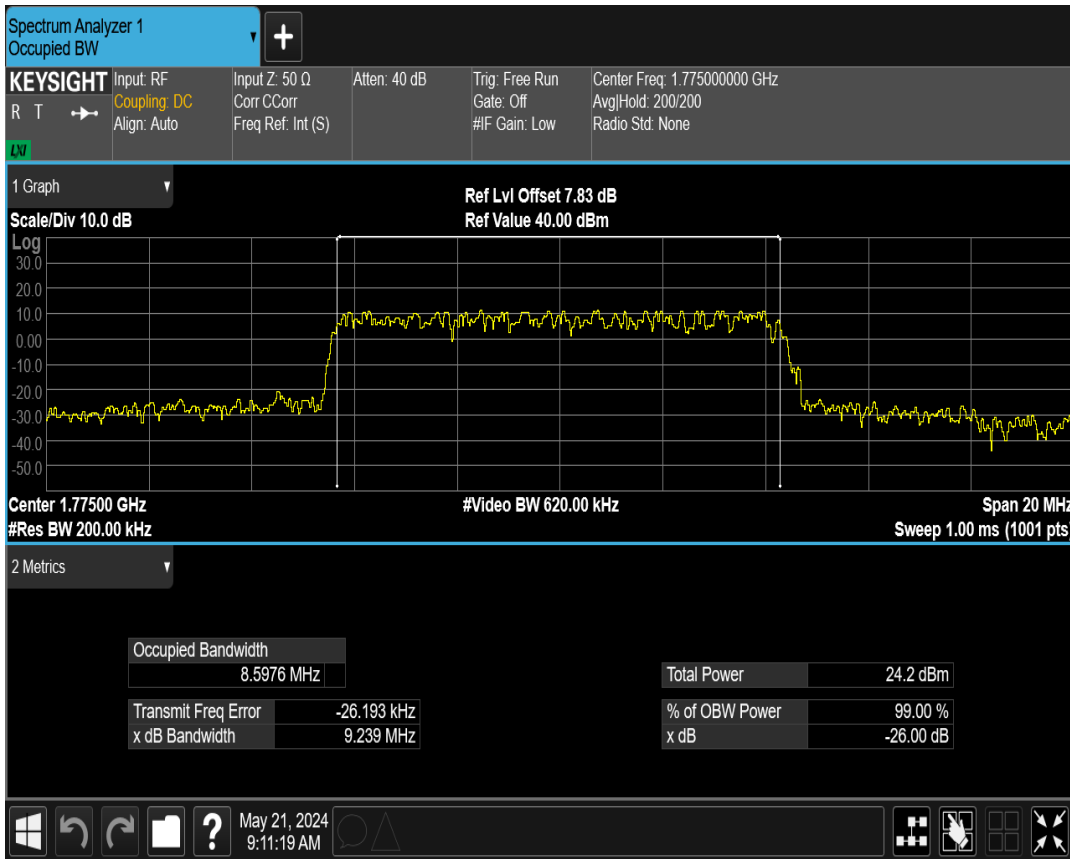 Spectrum Analyzer 1
Occupied BW
+
KEYSIGHT
R T
LXI
Input: RF
Coupling: DC
Align: Auto
Input Z: 50 Ω
Corr CCorr
Freq Ref: Int (S)
Atten: 40 dB
Trig: Free Run
Gate: Off
#IF Gain: Low
Center Freq: 1.775000000 GHz
Avg|Hold: 200/200
Radio Std: None
1 Graph
Ref Lvl Offset 7.83 dB
Scale/Div 10.0 dB
Ref Value 40.00 dBm
Log
30.0
20.0
10.0
0.00
-10.0
-20.0
-30.0
-40.0
-50.0
Center 1.77500 GHz
#Video BW 620.00 kHz
Span 20 MHz
#Res BW 200.00 kHz
Sweep 1.00 ms (1001 pts)
2 Metrics
Occupied Bandwidth
8.5976 MHz
Total Power 24.2 dBm
Transmit Freq Error -26.193 kHz
% of OBW Power 99.00 %
x dB Bandwidth 9.239 MHz
x dB -26.00 dB
?
May 21, 2024
9:11:19 AM